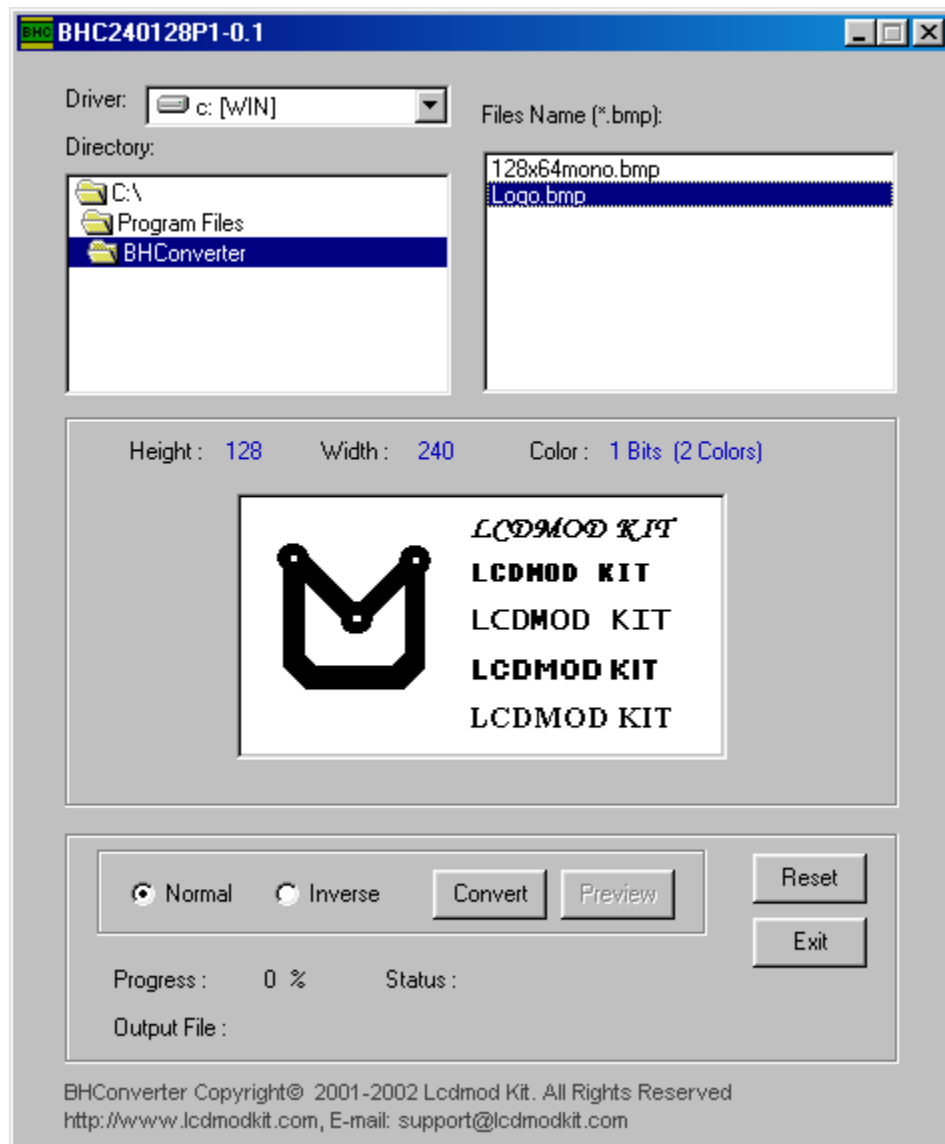 BHC BHC240128P1-0.1
Driver: c: [WIN]
Files Name (*.bmp):
Directory:
C:\
Program Files
BHConverter
128x64mono.bmp
Logo.bmp
Height : 128 Width : 240 Color : 1 Bits (2 Colors)
LCDMOD KIT
LCDMOD KIT
LCDMOD KIT
LCDMOD KIT
LCDMOD KIT
Normal Inverse Convert Preview
Reset
Exit
Progress : 0 % Status :
Output File :
BHConverter Copyright© 2001-2002 Lcdmod Kit. All Rights Reserved
http://www.lcdmodkit.com, E-mail: support@lcdmodkit.com